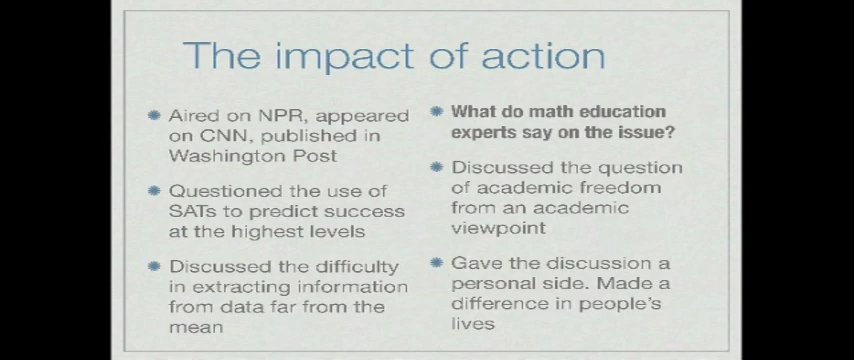 The impact of action
Aired on NPR, appeared
on CNN, published in
Washington Post
Questioned the use of
SATs to predict success
at the highest levels
Discussed the difficulty
in extracting information
from data far from the
mean
What do math education
experts say on the issue?
Discussed the question
of academic freedom
from an academic
viewpoint
Gave the discussion a
personal side. Made a
difference in people's
lives